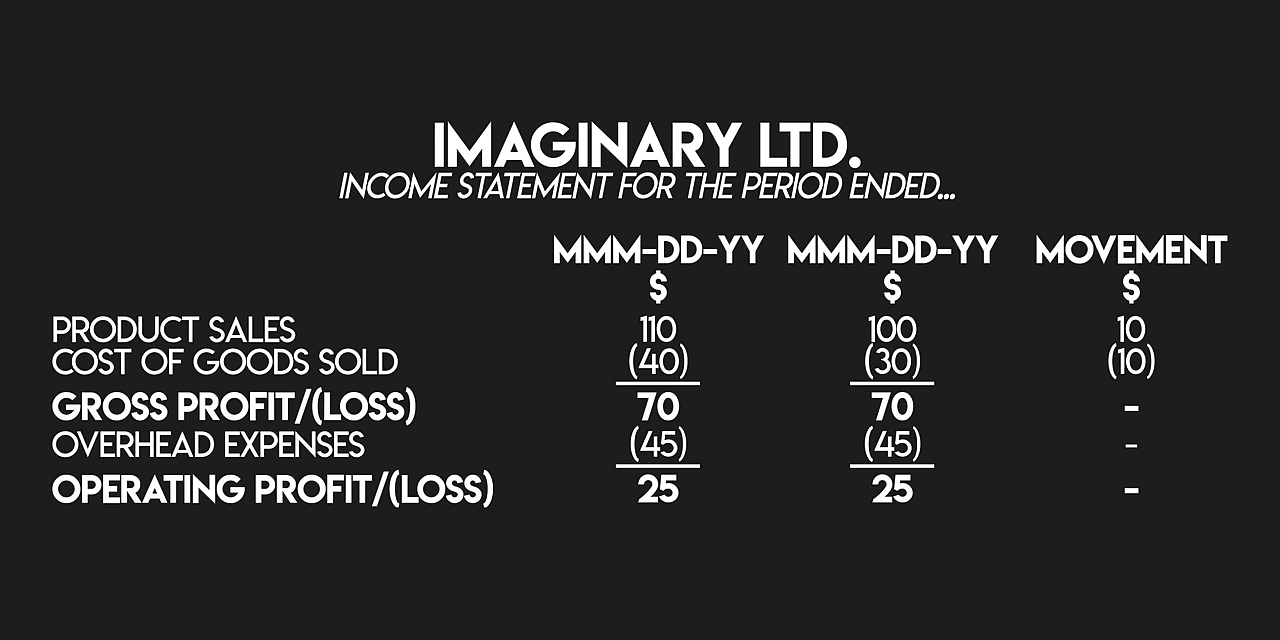 IMAGINARY LTD.
INCOME STATEMENT FOR THE PERIOD ENDED...
MMM-DD-YY MMM-DD-YY MOVEMENT
$ $ $
PRODUCT SALES 110 100 10
COST OF GOODS SOLD (40) (30) (10)
GROSS PROFIT/(LOSS) 70 70 -
OVERHEAD EXPENSES (45) (45) -
OPERATING PROFIT/(LOSS) 25 25 -